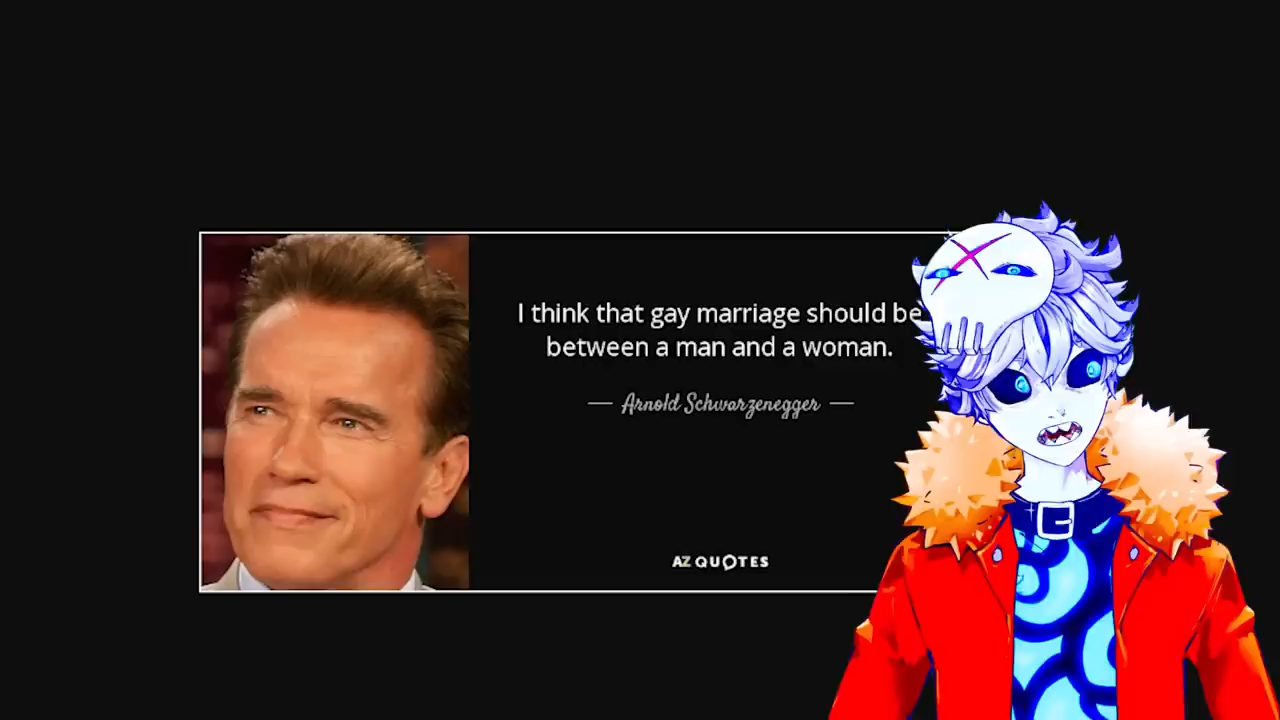 I think that gay marriage should be
between a man and a woman.
— Arnold Schwarzenegger —
AZ QUOTES